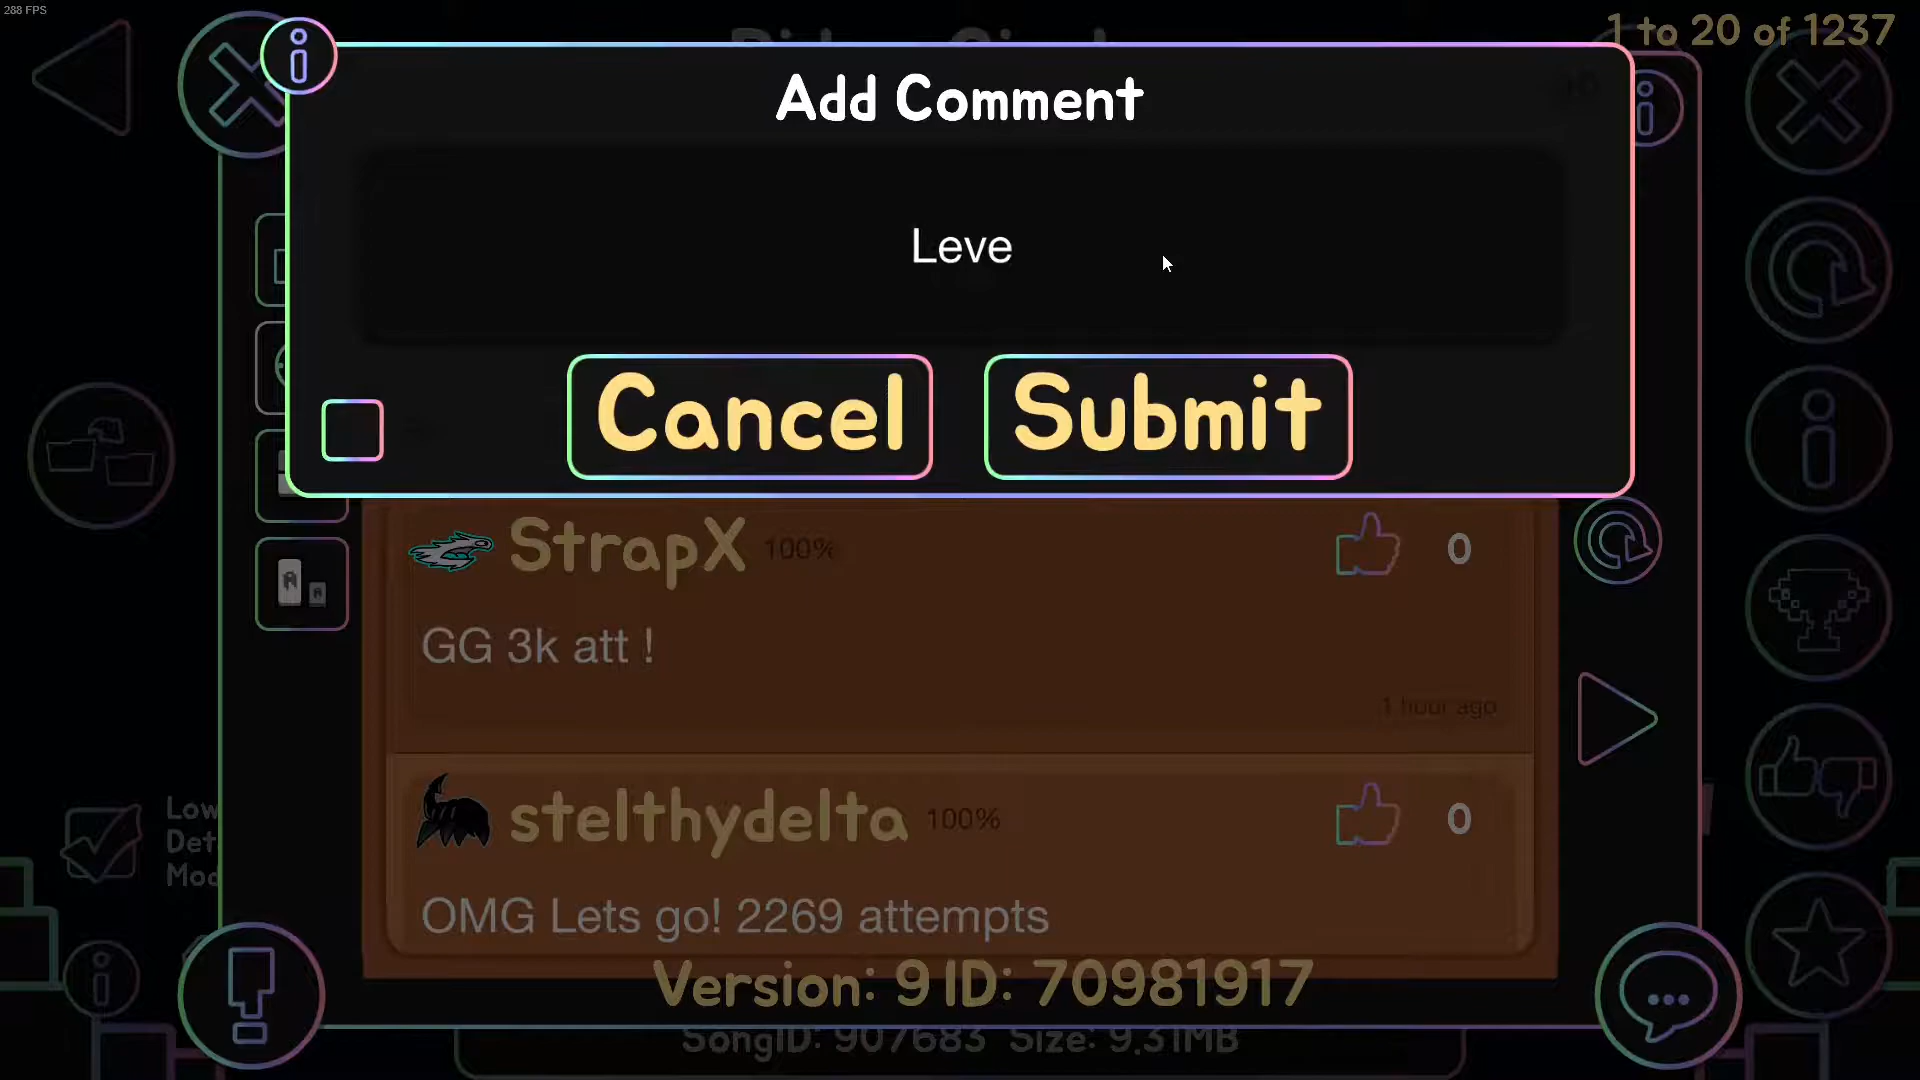 288 FPS
1 to 20 of 1237
Add Comment
Leve
Cancel Submit
StrapX 100% 0
GG 3k att !
1 hour ago
stelthydelta 100% 0
OMG Lets go! 2269 attempts
Low
Version: 9 ID: 70981917
SongID: 907683 Size: 9.31MB